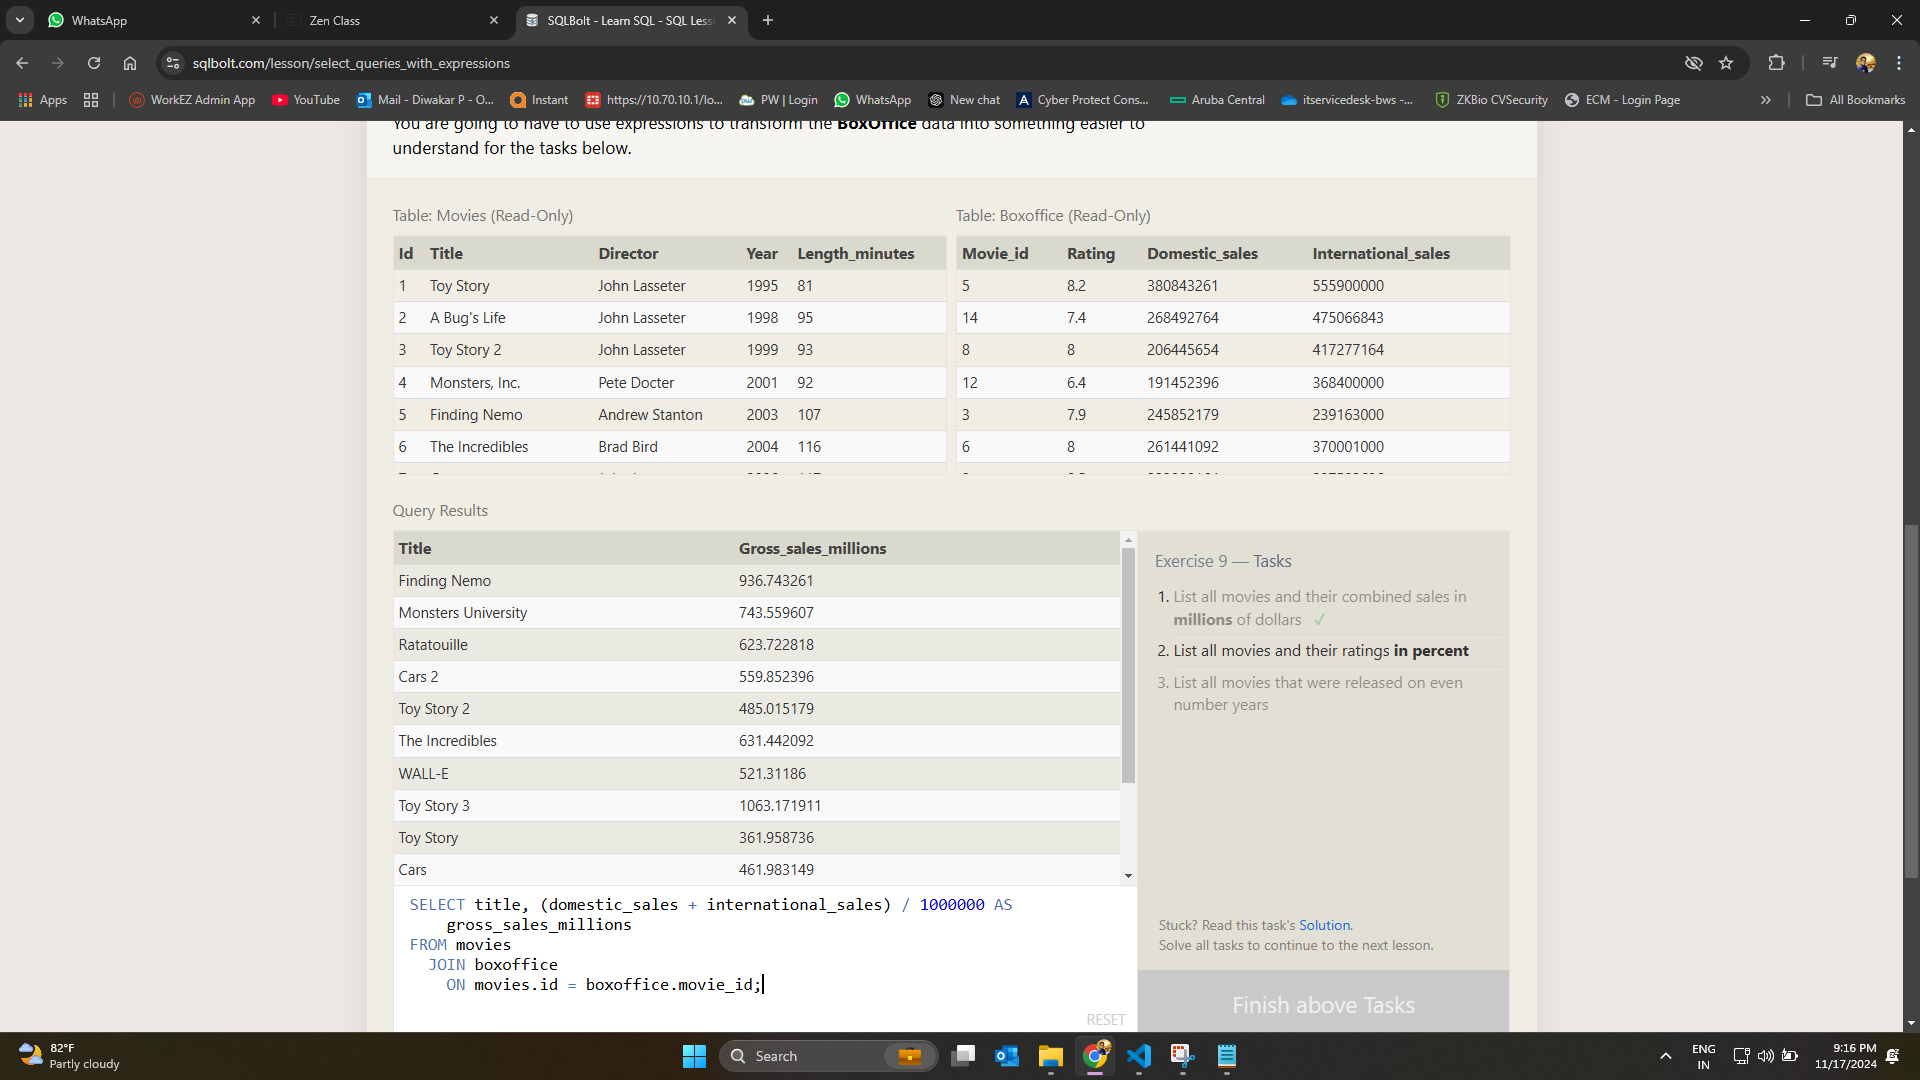 WhatsApp
Zen Class
SQLBolt - Learn SQL - SQL Less
sqlbolt.com/lesson/select_queries_with_expressions
Apps
WorkEZ Admin App
YouTube
Mail - Diwakar P - O...
Instant
https://10.70.10.1/lo...
PW | Login
WhatsApp
New chat
Cyber Protect Cons...
Aruba Central
itservicedesk-bws -...
ZKBio CVSecurity
ECM - Login Page
All Bookmarks
You are going to have to use expressions to transform the BoxOffice data into something easier to
understand for the tasks below.
Table: Movies (Read-Only)
Id Title Director Year Length_minutes
1 Toy Story John Lasseter 1995 81
2 A Bug's Life John Lasseter 1998 95
3 Toy Story 2 John Lasseter 1999 93
4 Monsters, Inc. Pete Docter 2001 92
5 Finding Nemo Andrew Stanton 2003 107
6 The Incredibles Brad Bird 2004 116
Table: Boxoffice (Read-Only)
Movie_id Rating Domestic_sales International_sales
5 8.2 380843261 555900000
14 7.4 268492764 475066843
8 8 206445654 417277164
12 6.4 191452396 368400000
3 7.9 245852179 239163000
6 8 261441092 370001000
Query Results
Title Gross_sales_millions
Finding Nemo 936.743261
Monsters University 743.559607
Ratatouille 623.722818
Cars 2 559.852396
Toy Story 2 485.015179
The Incredibles 631.442092
WALL-E 521.31186
Toy Story 3 1063.171911
Toy Story 361.958736
Cars 461.983149
SELECT title, (domestic_sales + international_sales) / 1000000 AS
gross_sales_millions
FROM movies
JOIN boxoffice
ON movies.id = boxoffice.movie_id;
RESET
Exercise 9 — Tasks
1. List all movies and their combined sales in
millions of dollars ✓
2. List all movies and their ratings in percent
3. List all movies that were released on even
number years
Stuck? Read this task's Solution.
Solve all tasks to continue to the next lesson.
Finish above Tasks
82°F
Partly cloudy
Search
ENG
IN
9:16 PM
11/17/2024